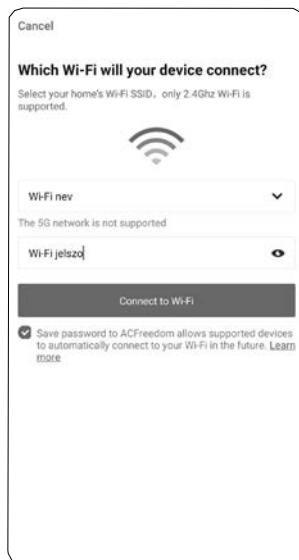 Cancel
Which Wi-Fi will your device connect?
Select your home's Wi-Fi SSID, only 2.4Ghz Wi-Fi is
supported.
Wi-Fi nev
The 5G network is not supported
Wi-Fi jelszo
Connect to Wi-Fi
Save password to ACFreedom allows supported devices
to automatically connect to your Wi-Fi in the future. Learn
more